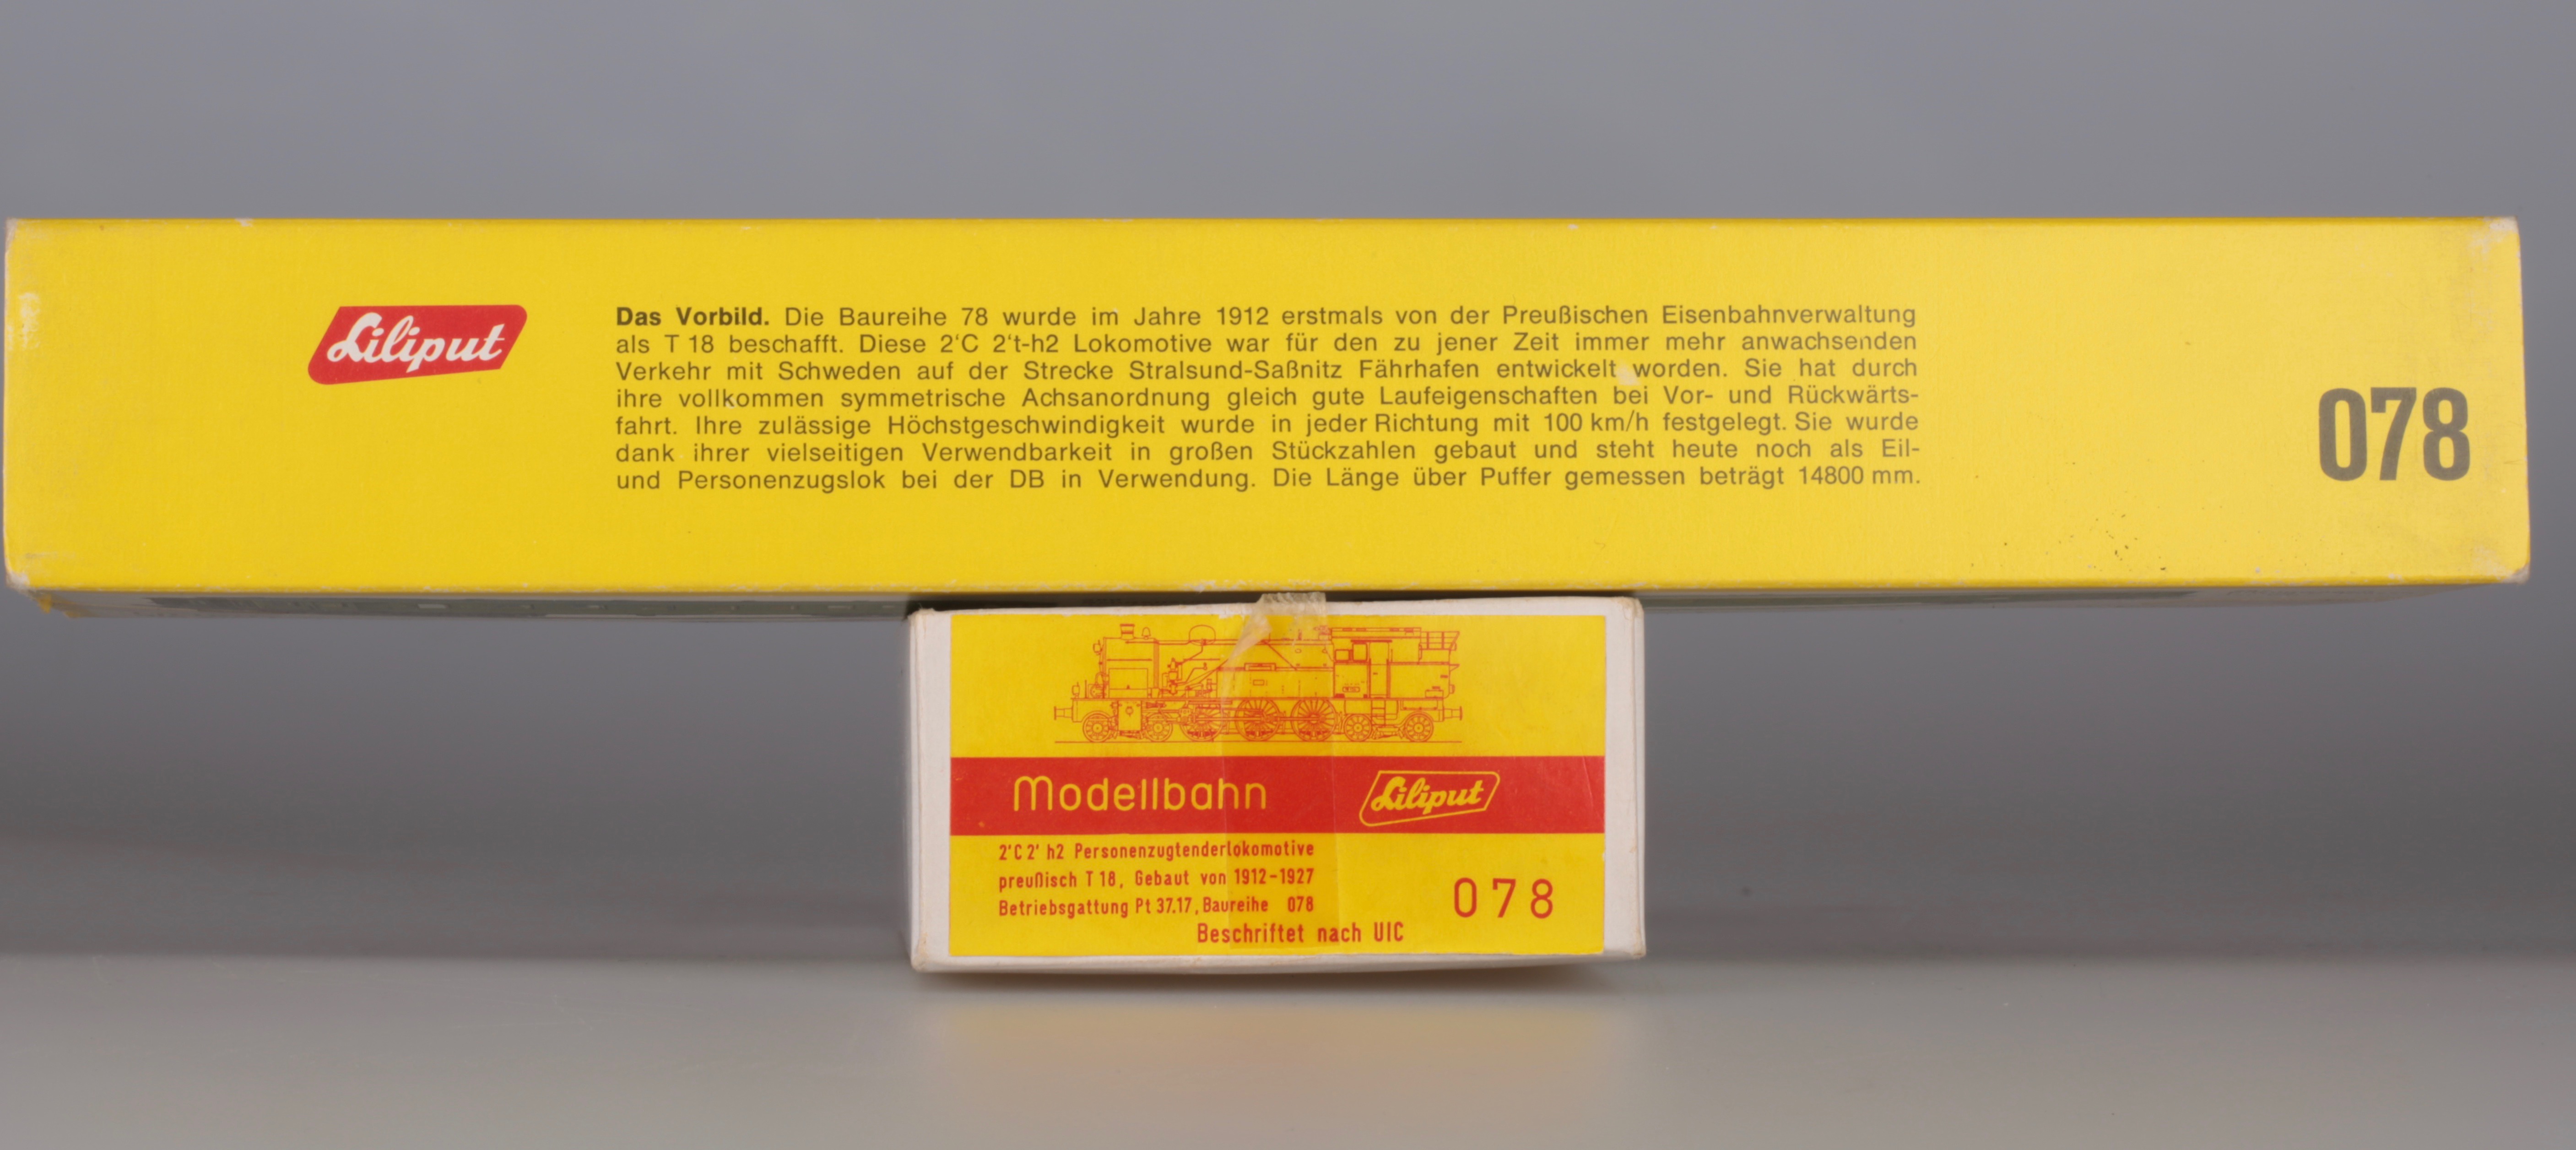 Liliput
Das Vorbild. Die Baureihe 78 wurde im Jahre 1912 erstmals von der Preußischen Eisenbahnverwaltung
als T 18 beschafft. Diese 2‘C 2‘t-h2 Lokomotive war für den zu jener Zeit immer mehr anwachsenden
Verkehr mit Schweden auf der Strecke Stralsund-Saßnitz Fährhafen entwickelt worden. Sie hat durch
ihre vollkommen symmetrische Achsanordnung gleich gute Laufeigenschaften bei Vor- und Rückwärts-
fahrt. Ihre zulässige Höchstgeschwindigkeit wurde in jeder Richtung mit 100 km/h festgelegt. Sie wurde
dank ihrer vielseitigen Verwendbarkeit in großen Stückzahlen gebaut und steht heute noch als Eil-
und Personenzugslok bei der DB in Verwendung. Die Länge über Puffer gemessen beträgt 14800 mm.
078
Modellbahn Liliput
2'C 2' h2 Personenzugtenderlokomotive
preußisch T 18, Gebaut von 1912-1927
Betriebsgattung Pt 37.17, Baureihe 078
Beschriftet nach UIC
078